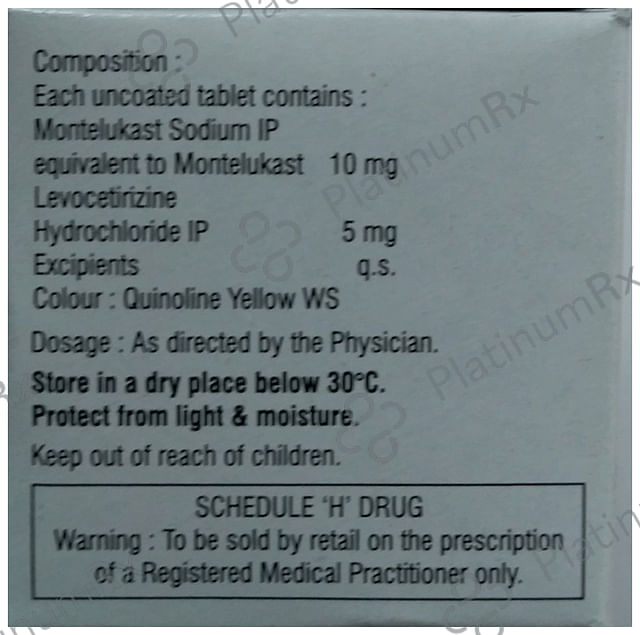 Composition :
Each uncoated tablet contains :
Montelukast Sodium IP
equivalent to Montelukast 10 mg
Levocetirizine
Hydrochloride IP 5 mg
Excipients q.s.
Colour : Quinoline Yellow WS
Dosage : As directed by the Physician.
Store in a dry place below 30°C.
Protect from light & moisture.
Keep out of reach of children.
SCHEDULE 'H' DRUG
Warning : To be sold by retail on the prescription
of a Registered Medical Practitioner only.
PlatinumRx
PlatinumRx